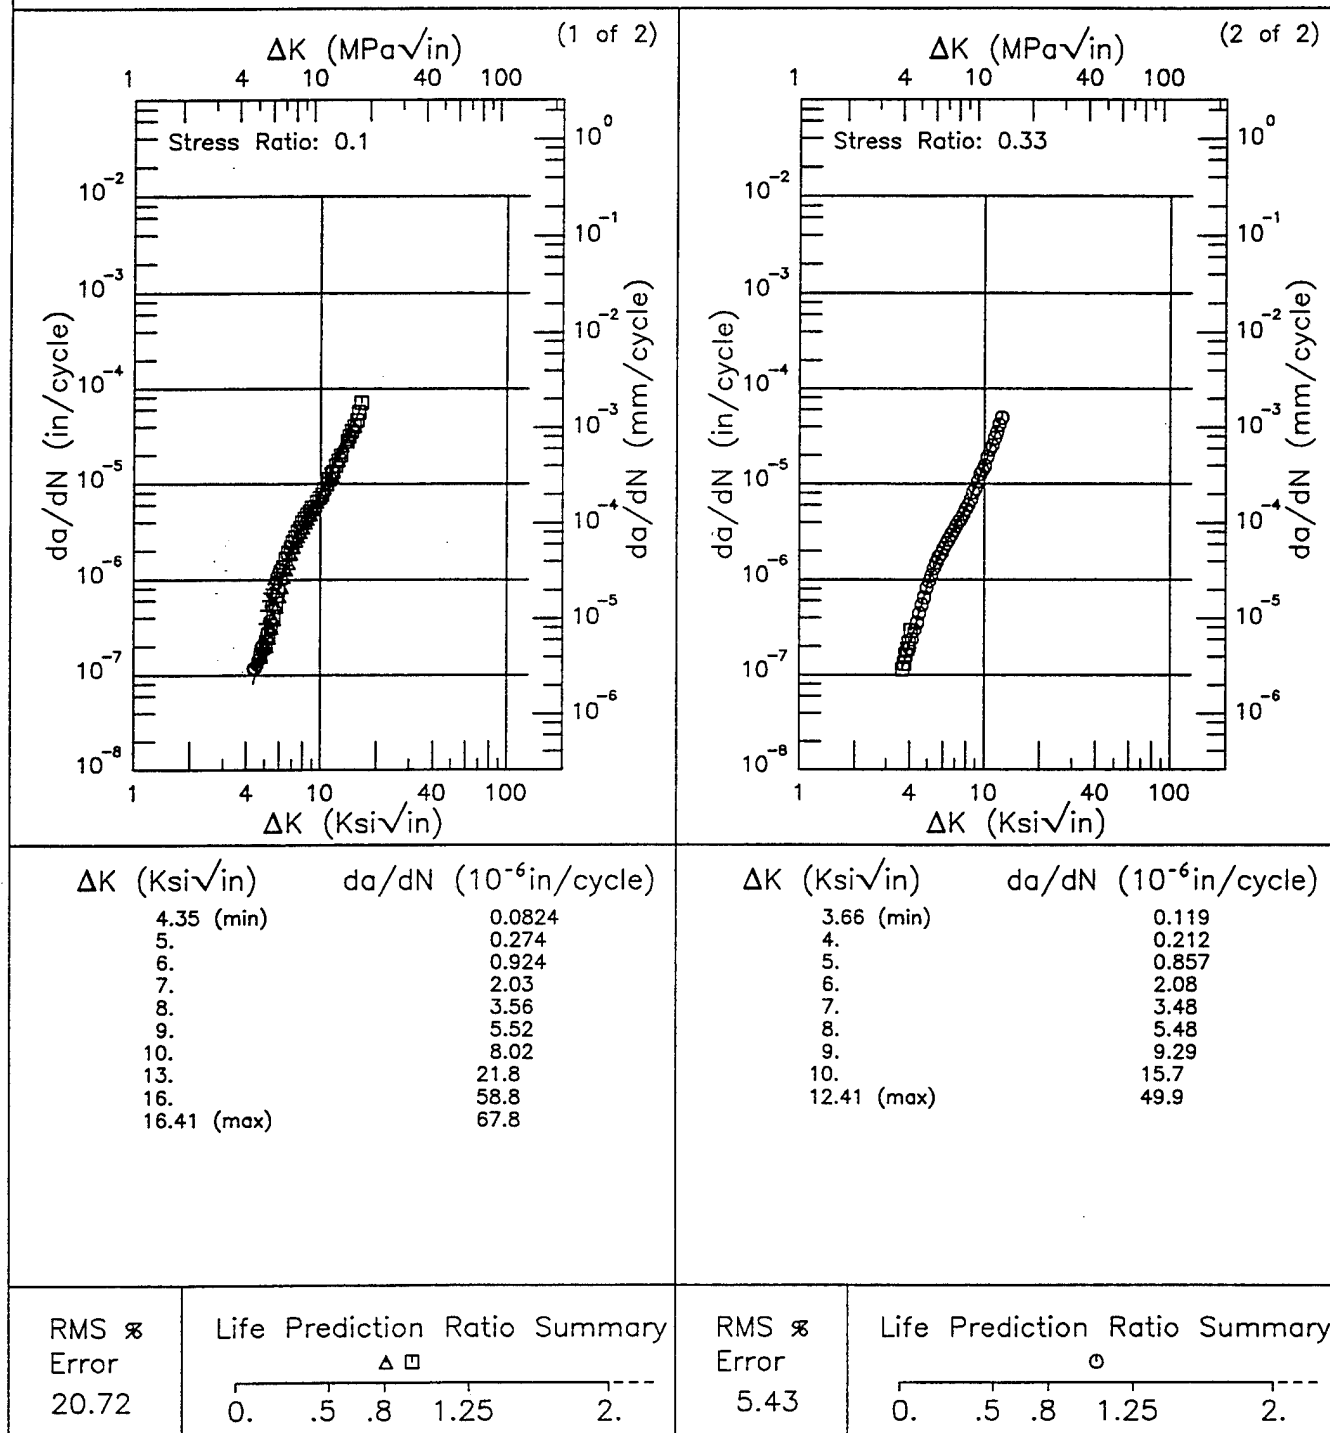 (1 of 2)
ΔK (MPa√in)
1 4 10 40 100
Stress Ratio: 0.1
10⁰
10⁻²
10⁻¹
10⁻³
10⁻²
10⁻⁴
10⁻³
10⁻⁵
10⁻⁴
10⁻⁶
10⁻⁵
10⁻⁷
10⁻⁶
10⁻⁸
da/dN (in/cycle)
da/dN (mm/cycle)
1 4 10 40 100
ΔK (Ksi√in)
(2 of 2)
ΔK (MPa√in)
1 4 10 40 100
Stress Ratio: 0.33
10⁰
10⁻²
10⁻¹
10⁻³
10⁻²
10⁻⁴
10⁻³
10⁻⁵
10⁻⁴
10⁻⁶
10⁻⁵
10⁻⁷
10⁻⁶
10⁻⁸
da/dN (in/cycle)
da/dN (mm/cycle)
1 4 10 40 100
ΔK (Ksi√in)
ΔK (Ksi√in) da/dN (10⁻⁶in/cycle)
4.35 (min) 0.0824
5. 0.274
6. 0.924
7. 2.03
8. 3.56
9. 5.52
10. 8.02
13. 21.8
16. 58.8
16.41 (max) 67.8
ΔK (Ksi√in) da/dN (10⁻⁶in/cycle)
3.66 (min) 0.119
4. 0.212
5. 0.857
6. 2.08
7. 3.48
8. 5.48
9. 9.29
10. 15.7
12.41 (max) 49.9
RMS %
Error
20.72
Life Prediction Ratio Summary
0. .5 .8 1.25 2.
RMS %
Error
5.43
Life Prediction Ratio Summary
0. .5 .8 1.25 2.